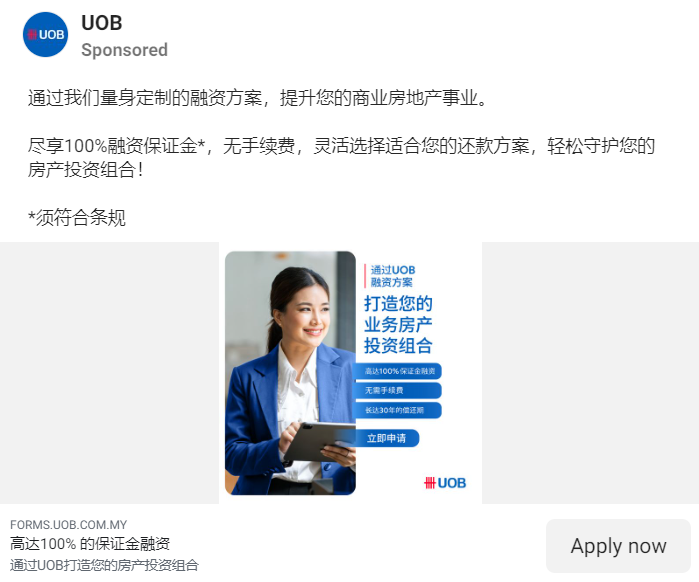 UOB
UOB
Sponsored
通过我们量身定制的融资方案，提升您的商业房地产事业。
尽享100%融资保证金*，无手续费，灵活选择适合您的还款方案，轻松守护您的
房产投资组合！
*须符合条规
通过UOB
融资方案
打造您的
业务房产
投资组合
高达100%保证金融资
无需手续费
长达30年的偿还期
立即申请
UOB
FORMS.UOB.COM.MY
高达100% 的保证金融资
通过UOB打造您的房产投资组合
Apply now